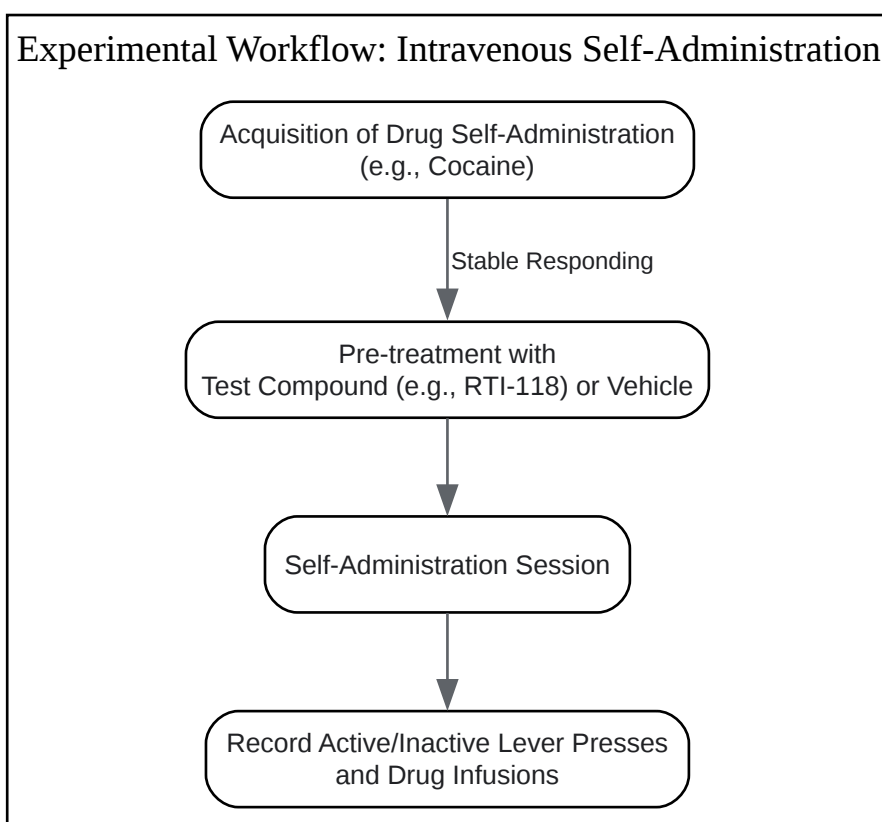 Experimental Workflow: Intravenous Self-Administration
Acquisition of Drug Self-Administration
(e.g., Cocaine)
Stable Responding
Pre-treatment with
Test Compound (e.g., RTI-118) or Vehicle
Self-Administration Session
Record Active/Inactive Lever Presses
and Drug Infusions